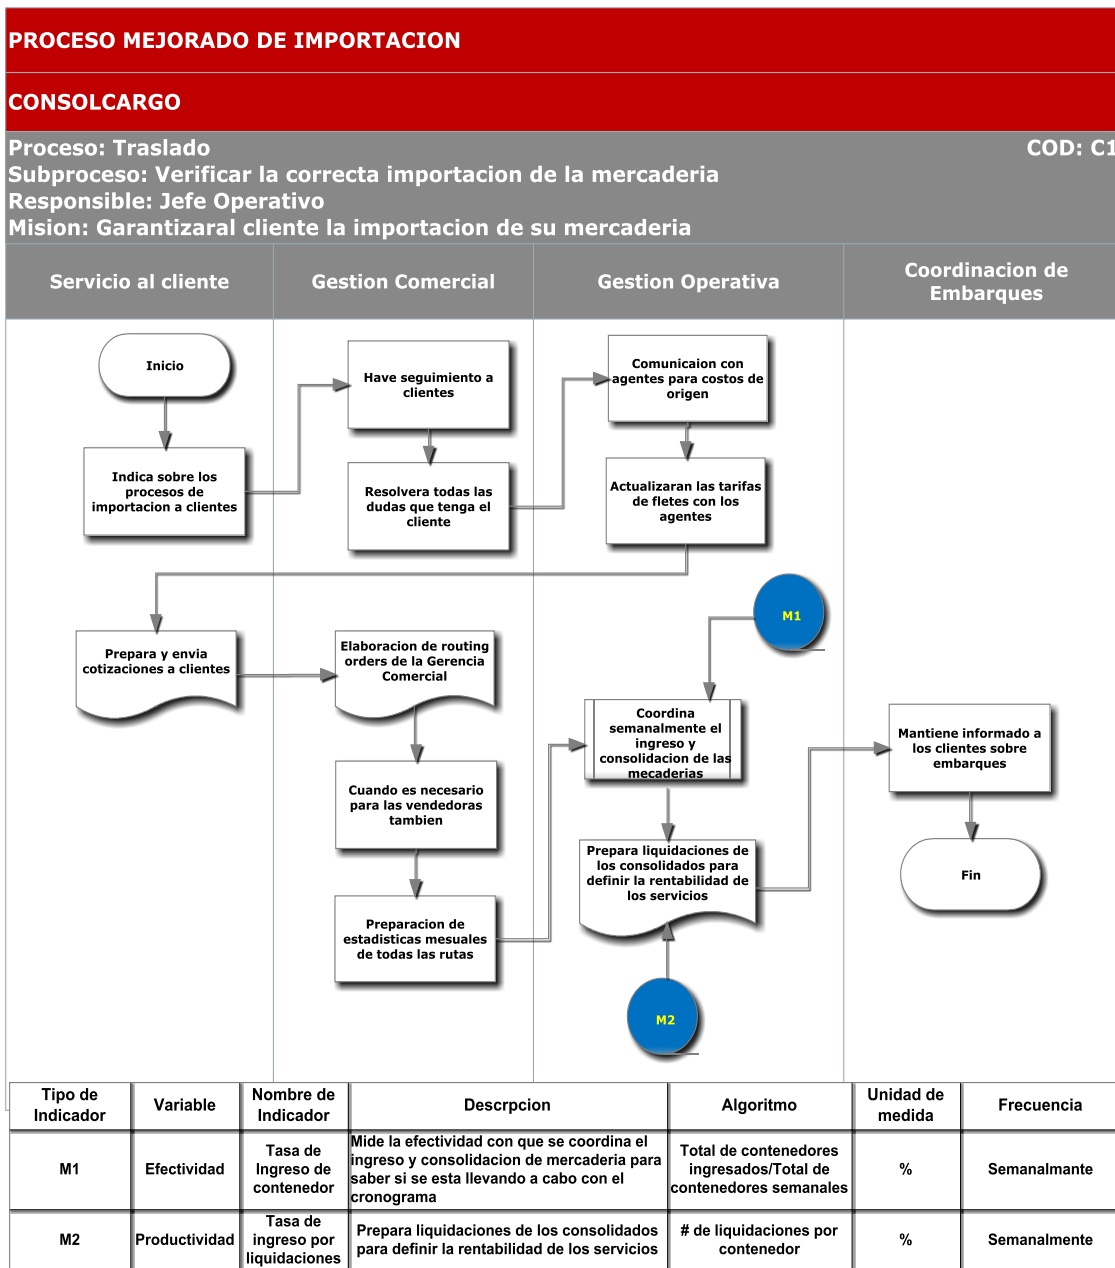 PROCESO MEJORADO DE IMPORTACION
CONSOLCARGO
Proceso: Traslado
COD: C1
Subproceso: Verificar la correcta importacion de la mercaderia
Responsible: Jefe Operativo
Mision: Garantizaral cliente la importacion de su mercaderia
Servicio al cliente
Gestion Comercial
Gestion Operativa
Coordinacion de
Embarques
Inicio
Indica sobre los
procesos de
importacion a clientes
Have seguimiento a
clientes
Resolvera todas las
dudas que tenga el
cliente
Comunicaion con
agentes para costos de
origen
Actualizaran las tarifas
de fletes con los
agentes
Prepara y envia
cotizaciones a clientes
Elaboracion de routing
orders de la Gerencia
Comercial
Cuando es necesario
para las vendedoras
tambien
Preparacion de
estadisticas mesuales
de todas las rutas
M1
Coordina
semanalmente el
ingreso y
consolidacion de las
mecaderias
Prepara liquidaciones de
los consolidados para
definir la rentabilidad de
los servicios
M2
Mantiene informado a
los clientes sobre
embarques
Fin
Tipo de
Indicador
Variable
Nombre de
Indicador
Descrpcion
Algoritmo
Unidad de
medida
Frecuencia
M1
Efectividad
Tasa de
Ingreso de
contenedor
Mide la efectividad con que se coordina el
ingreso y consolidacion de mercaderia para
saber si se esta llevando a cabo con el
cronograma
Total de contenedores
ingresados/Total de
contenedores semanales
%
Semanalmante
M2
Productividad
Tasa de
ingreso por
liquidaciones
Prepara liquidaciones de los consolidados
para definir la rentabilidad de los servicios
# de liquidaciones por
contenedor
%
Semanalmente